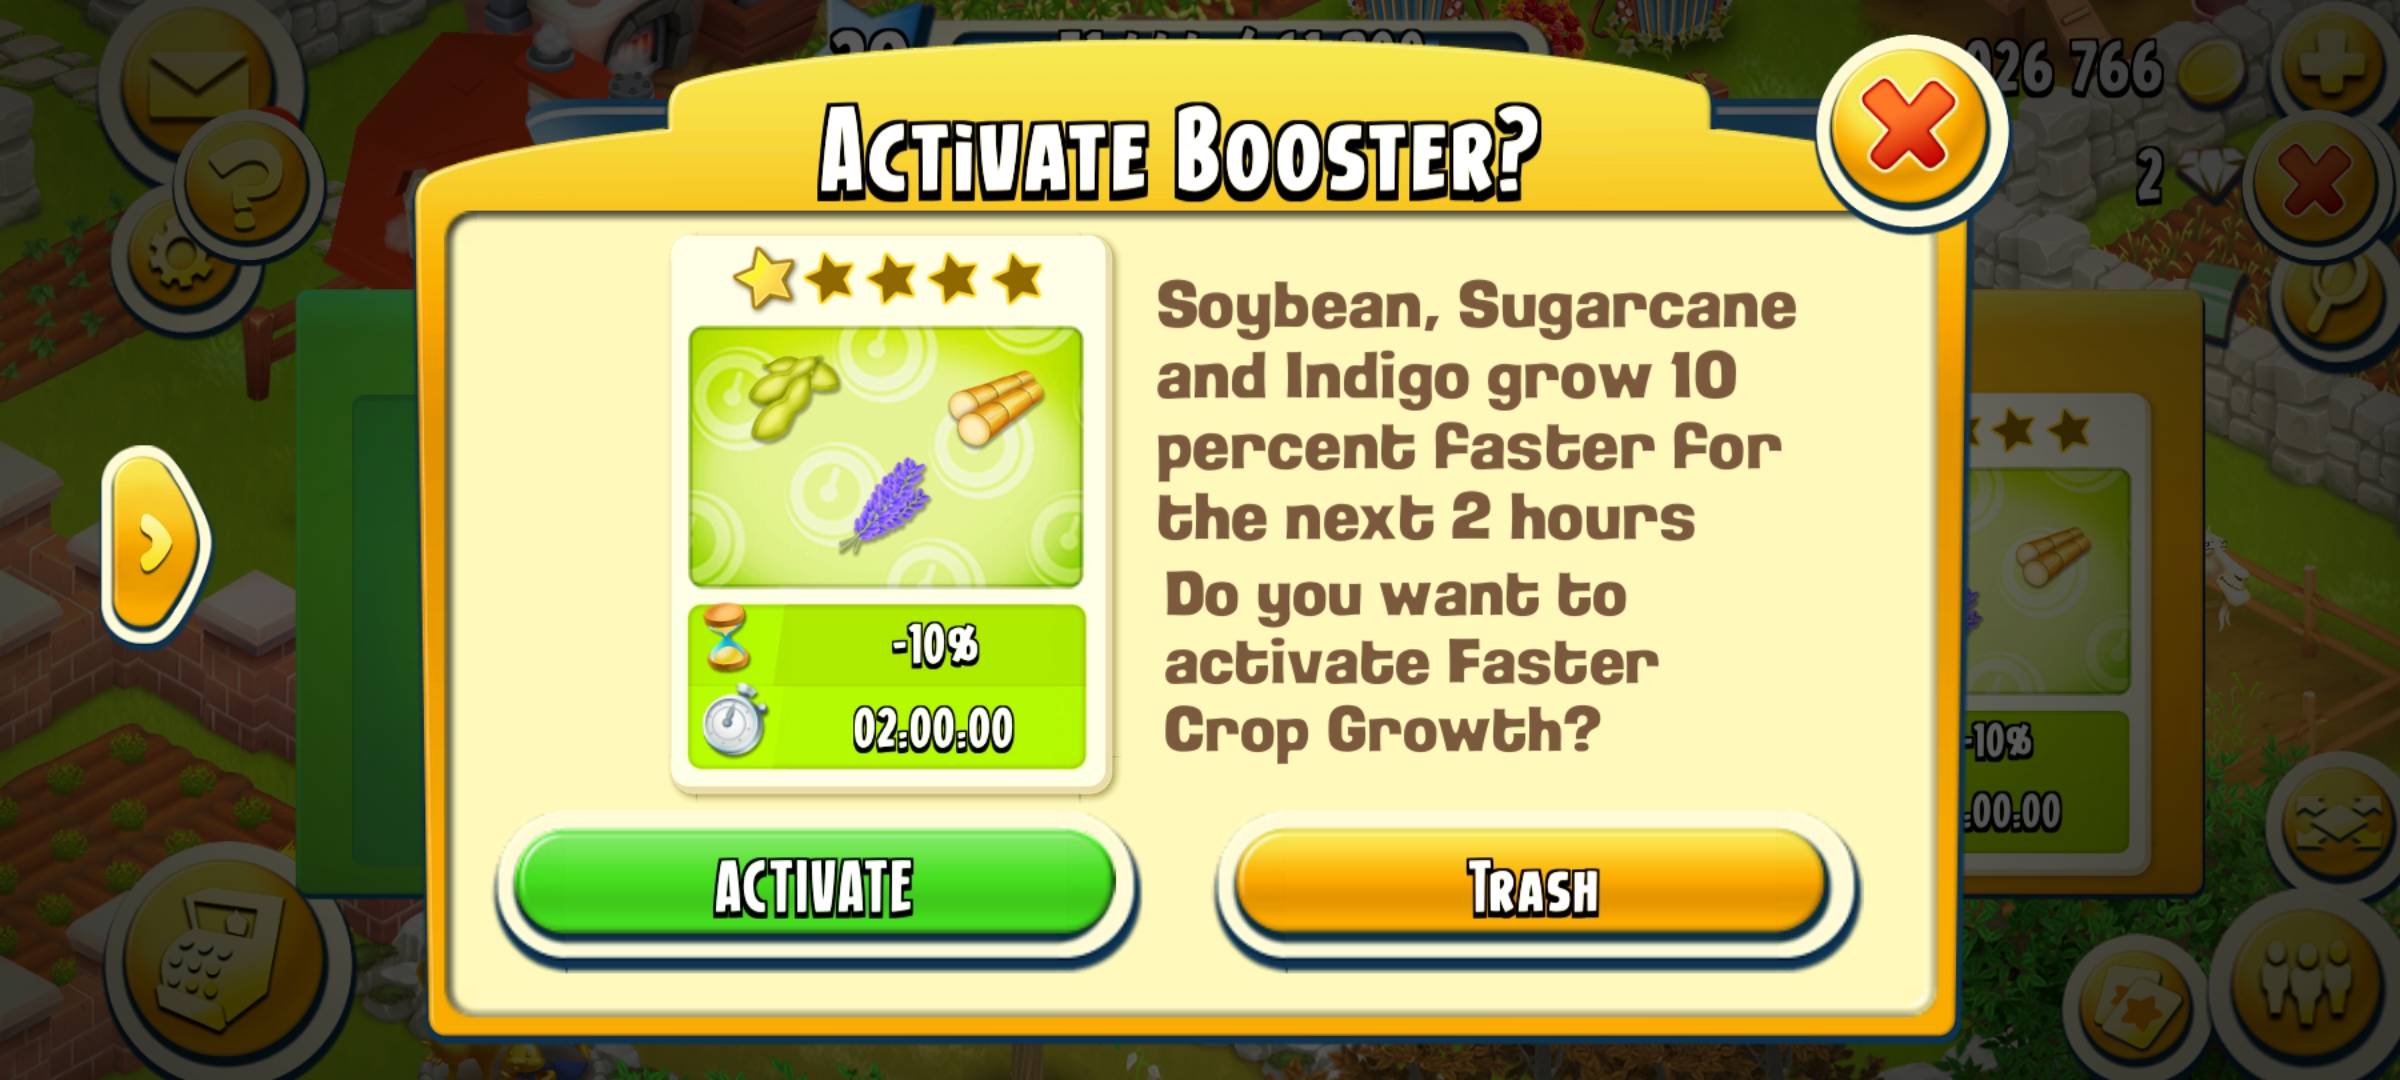 026 766
2
ACTIVATE BOOSTER?
Soybean, Sugarcane
and Indigo grow 10
percent faster for
the next 2 hours
Do you want to
activate Faster
Crop Growth?
-10%
02:00:00
-10%
:00:00
ACTIVATE
TRASH